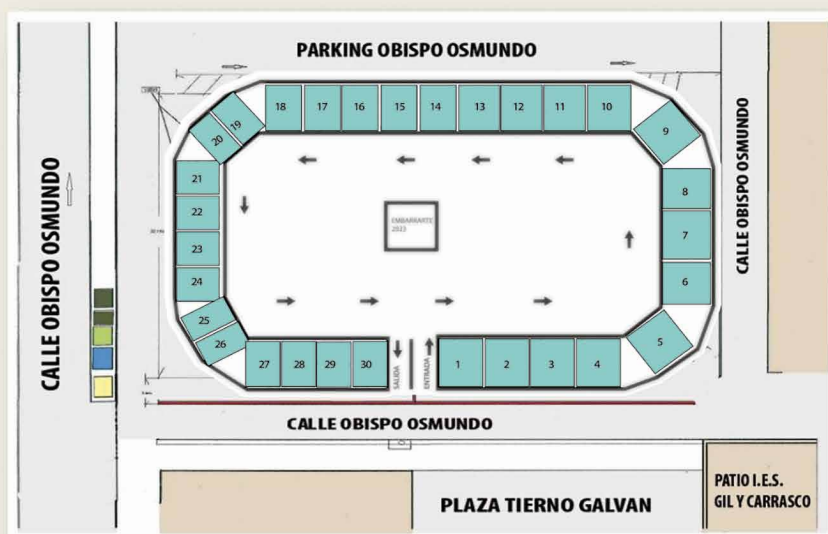 PARKING OBISPO OSMUNDO
18 17 16 15 14 13 12 11 10
19
20
9
21
22
23
24
8
7
6
EMBARRARTE
2023
CALLE OBISPO OSMUNDO
CALLE OBISPO OSMUNDO
25
26
5
27 28 29 30
SALIDA
ENTRADA
1 2 3 4
CALLE OBISPO OSMUNDO
PLAZA TIERNO GALVAN
PATIO I.E.S.
GIL Y CARRASCO